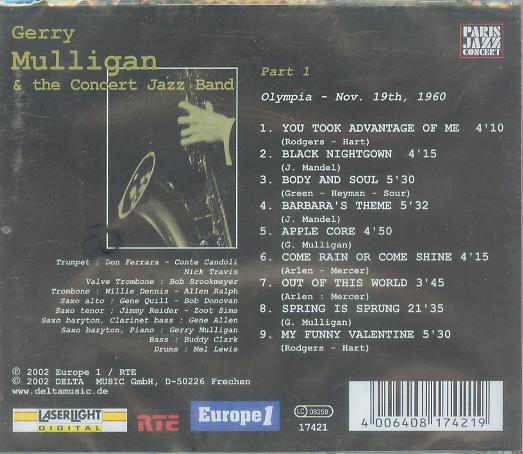 Gerry
Mulligan
& the Concert Jazz Band
PARIS
JAZZ
CONCERT
Part 1
Olympia - Nov. 19th, 1960
1. YOU TOOK ADVANTAGE OF ME 4'10
(Rodgers - Hart)
2. BLACK NIGHTGOWN 4'15
(J. Mandel)
3. BODY AND SOUL 5'30
(Green - Heyman - Sour)
4. BARBARA'S THEME 5'32
(J. Mandel)
5. APPLE CORE 4'50
(G. Mulligan)
6. COME RAIN OR COME SHINE 4'15
(Arlen - Mercer)
7. OUT OF THIS WORLD 3'45
(Arlen : Mercer)
8. SPRING IS SPRUNG 21'35
(G. Mulligan)
9. MY FUNNY VALENTINE 5'30
(Rodgers - Hart)
Trumpet : Don Ferrara - Conte Candoli
Nick Travis
Valve Trombone : Bob Brookmeyer
Trombone : Willie Dennis - Allen Ralph
Saxo alto : Gene Quill - Bob Donovan
Saxo tenor : Jimmy Reider - Zoot Sims
Saxo baryton, Clarinet bass : Gene Allen
Saxo baryton, Piano : Gerry Mulligan
Bass : Buddy Clark
Drums : Mel Lewis
℗ 2002 Europe 1 / RTE
© 2002 DELTA MUSIC GmbH, D-50226 Frechen
www.deltamusic.de
LASERLIGHT
DIGITAL
RTE
Europe 1
LC 08259
17421
4 006408 174219